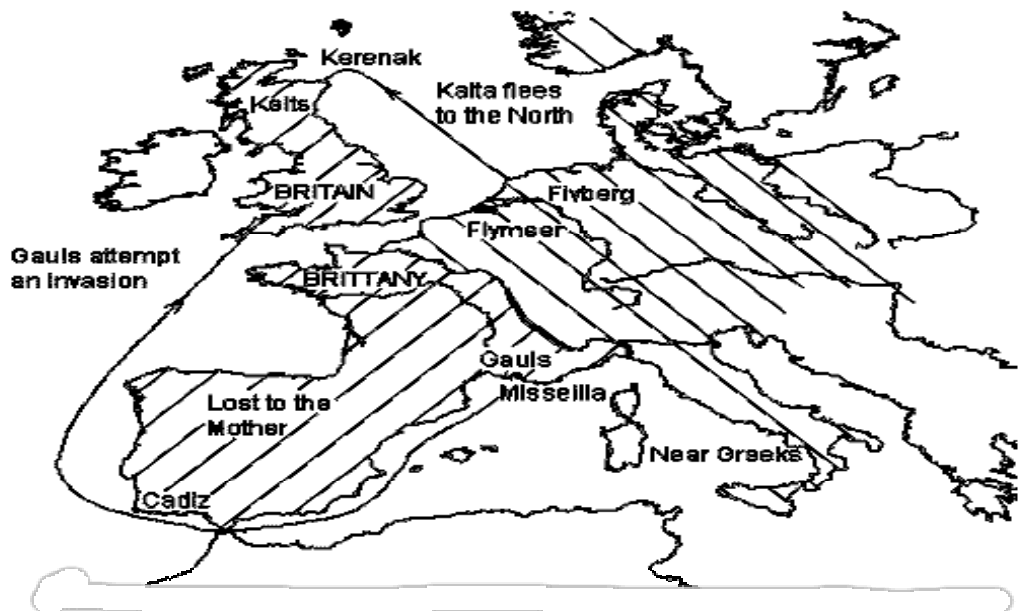 Kerenak
Kalta flees
to the North
Kelts
BRITAIN
Flyberg
Flymeer
Gauls attempt
an invasion
BRITTANY
Gauls
Misseilla
Lost to the
Mother
Near Greeks
Cadiz